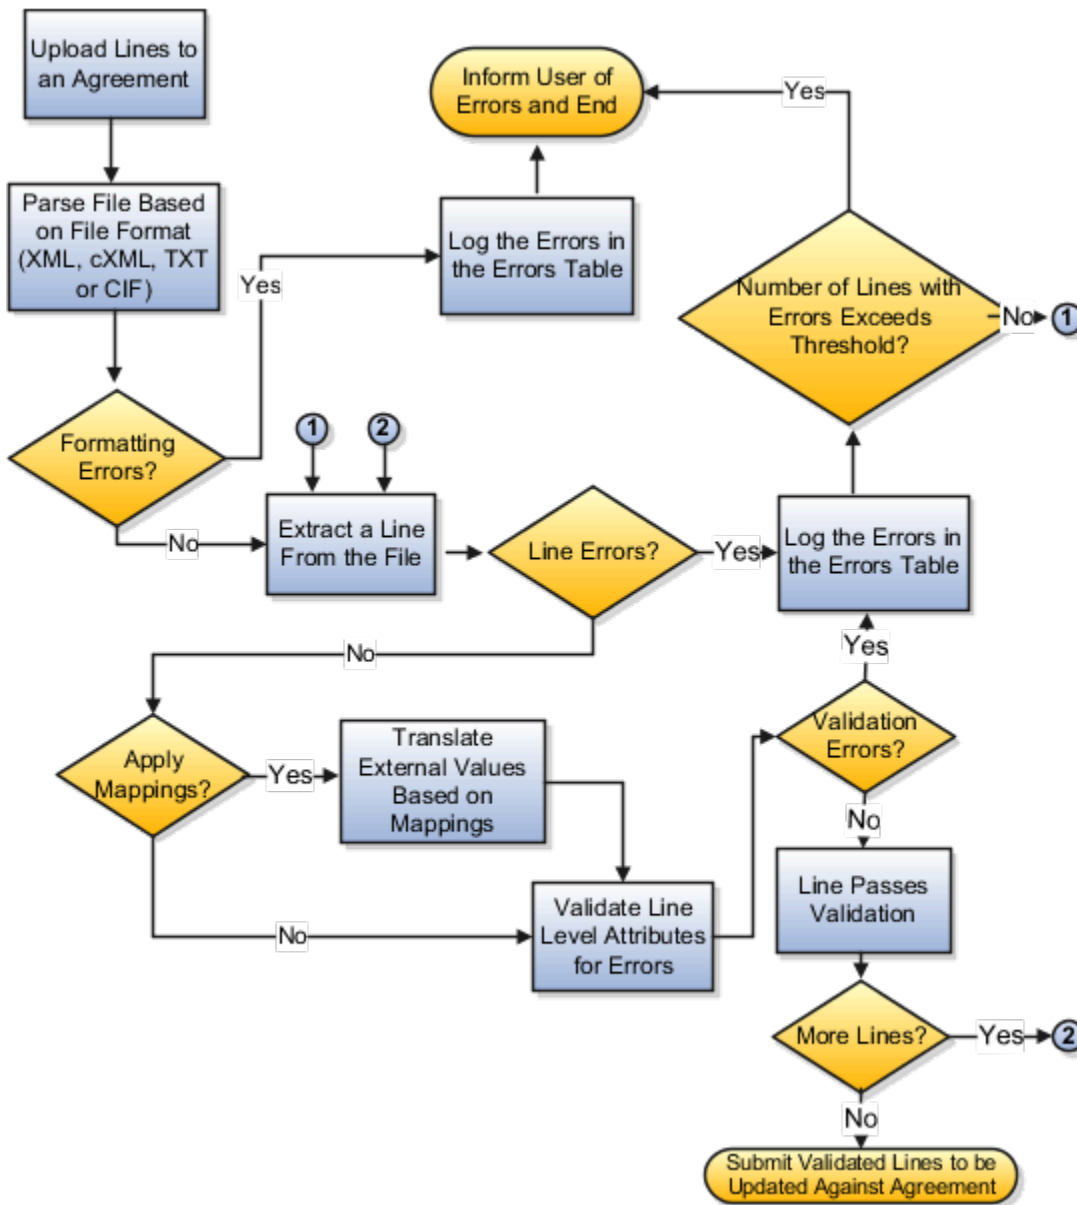 Upload Lines to
an Agreement
Inform User of
Errors and End
Yes
Parse File Based
on File Format
(XML, cXML, TXT
or CIF)
Yes
Log the Errors in
the Errors Table
Number of Lines with
Errors Exceeds
Threshold?
No
1
Formatting
Errors?
1
2
No
Extract a Line
From the File
Line Errors?
Yes
Log the Errors in
the Errors Table
No
Yes
Apply
Mappings?
Yes
Translate
External Values
Based on
Mappings
Validation
Errors?
No
No
Validate Line
Level Attributes
for Errors
Line Passes
Validation
More Lines?
Yes
2
No
Submit Validated Lines to be
Updated Against Agreement